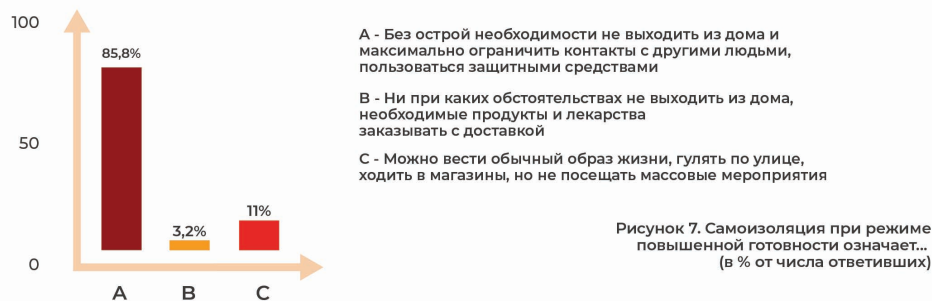 100
85,8%
50
3,2%
11%
0
A
B
C
A - Без острой необходимости не выходить из дома и
максимально ограничить контакты с другими людьми,
пользоваться защитными средствами
B - Ни при каких обстоятельствах не выходить из дома,
необходимые продукты и лекарства
заказывать с доставкой
C - Можно вести обычный образ жизни, гулять по улице,
ходить в магазины, но не посещать массовые мероприятия
Рисунок 7. Самоизоляция при режиме
повышенной готовности означает...
(в % от числа ответивших)